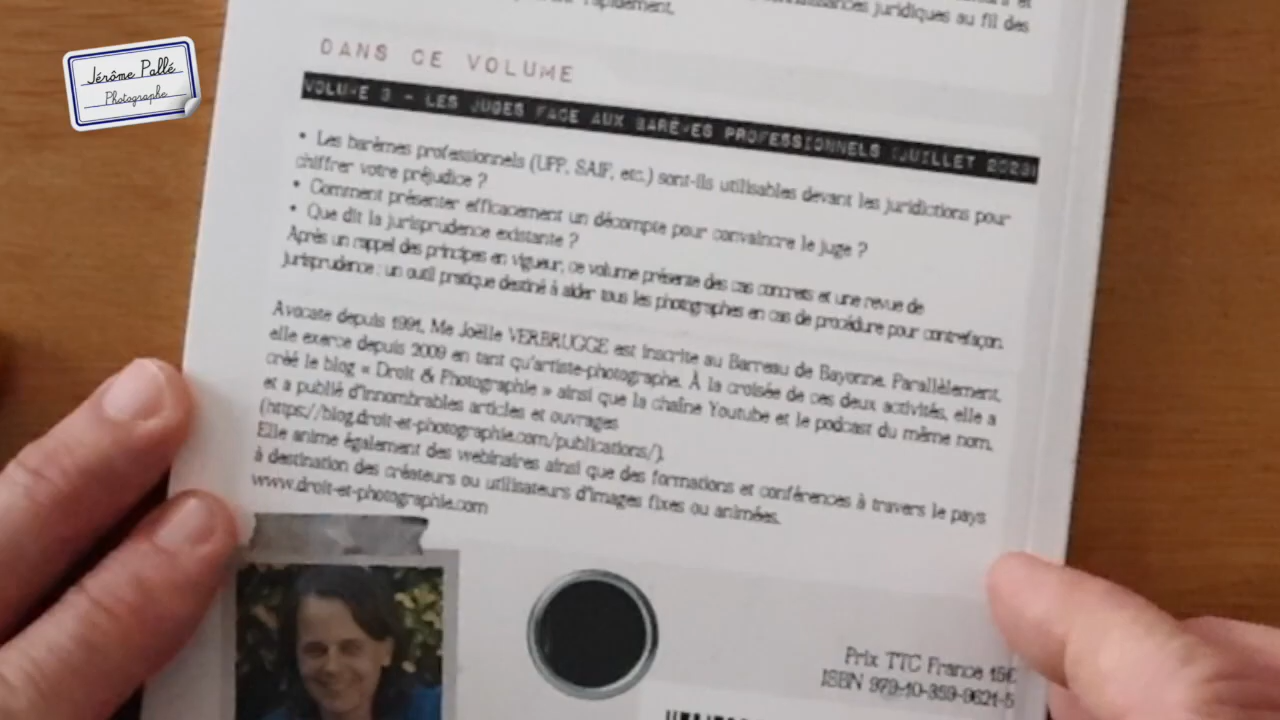 Jérôme Pallé
Photographe
rapidement.
juridiques au fil des
DANS CE VOLUME
VOLUME 3 - LES JUGES FACE AUX BARÈMES PROFESSIONNELS (JUILLET 2023)
• Les barèmes professionnels (UPP, SAIF, etc.) sont-ils utilisables devant les juridictions pour
chiffrer votre préjudice ?
• Comment présenter efficacement un décompte pour convaincre le juge ?
• Que dit la jurisprudence existante ?
Après un rappel des principes en vigueur, ce volume présente des cas concrets et une revue de
jurisprudence : un outil pratique destiné à aider tous les photographes en cas de procédure pour contrefaçon.
Avocate depuis 1991, Me Joëlle VERBRUGGE est inscrite au Barreau de Bayonne. Parallèlement,
elle exerce depuis 2009 en tant qu'artiste-photographe. À la croisée de ces deux activités, elle a
créé le blog « Droit & Photographie » ainsi que la chaîne Youtube et le podcast du même nom,
et a publié d'innombrables articles et ouvrages
(https://blog.droit-et-photographie.com/publications/).
Elle anime également des webinaires ainsi que des formations et conférences à travers le pays
à destination des créateurs ou utilisateurs d'images fixes ou animées.
www.droit-et-photographie.com
Prix TTC France 15€
ISBN 979-10-359-9621-5